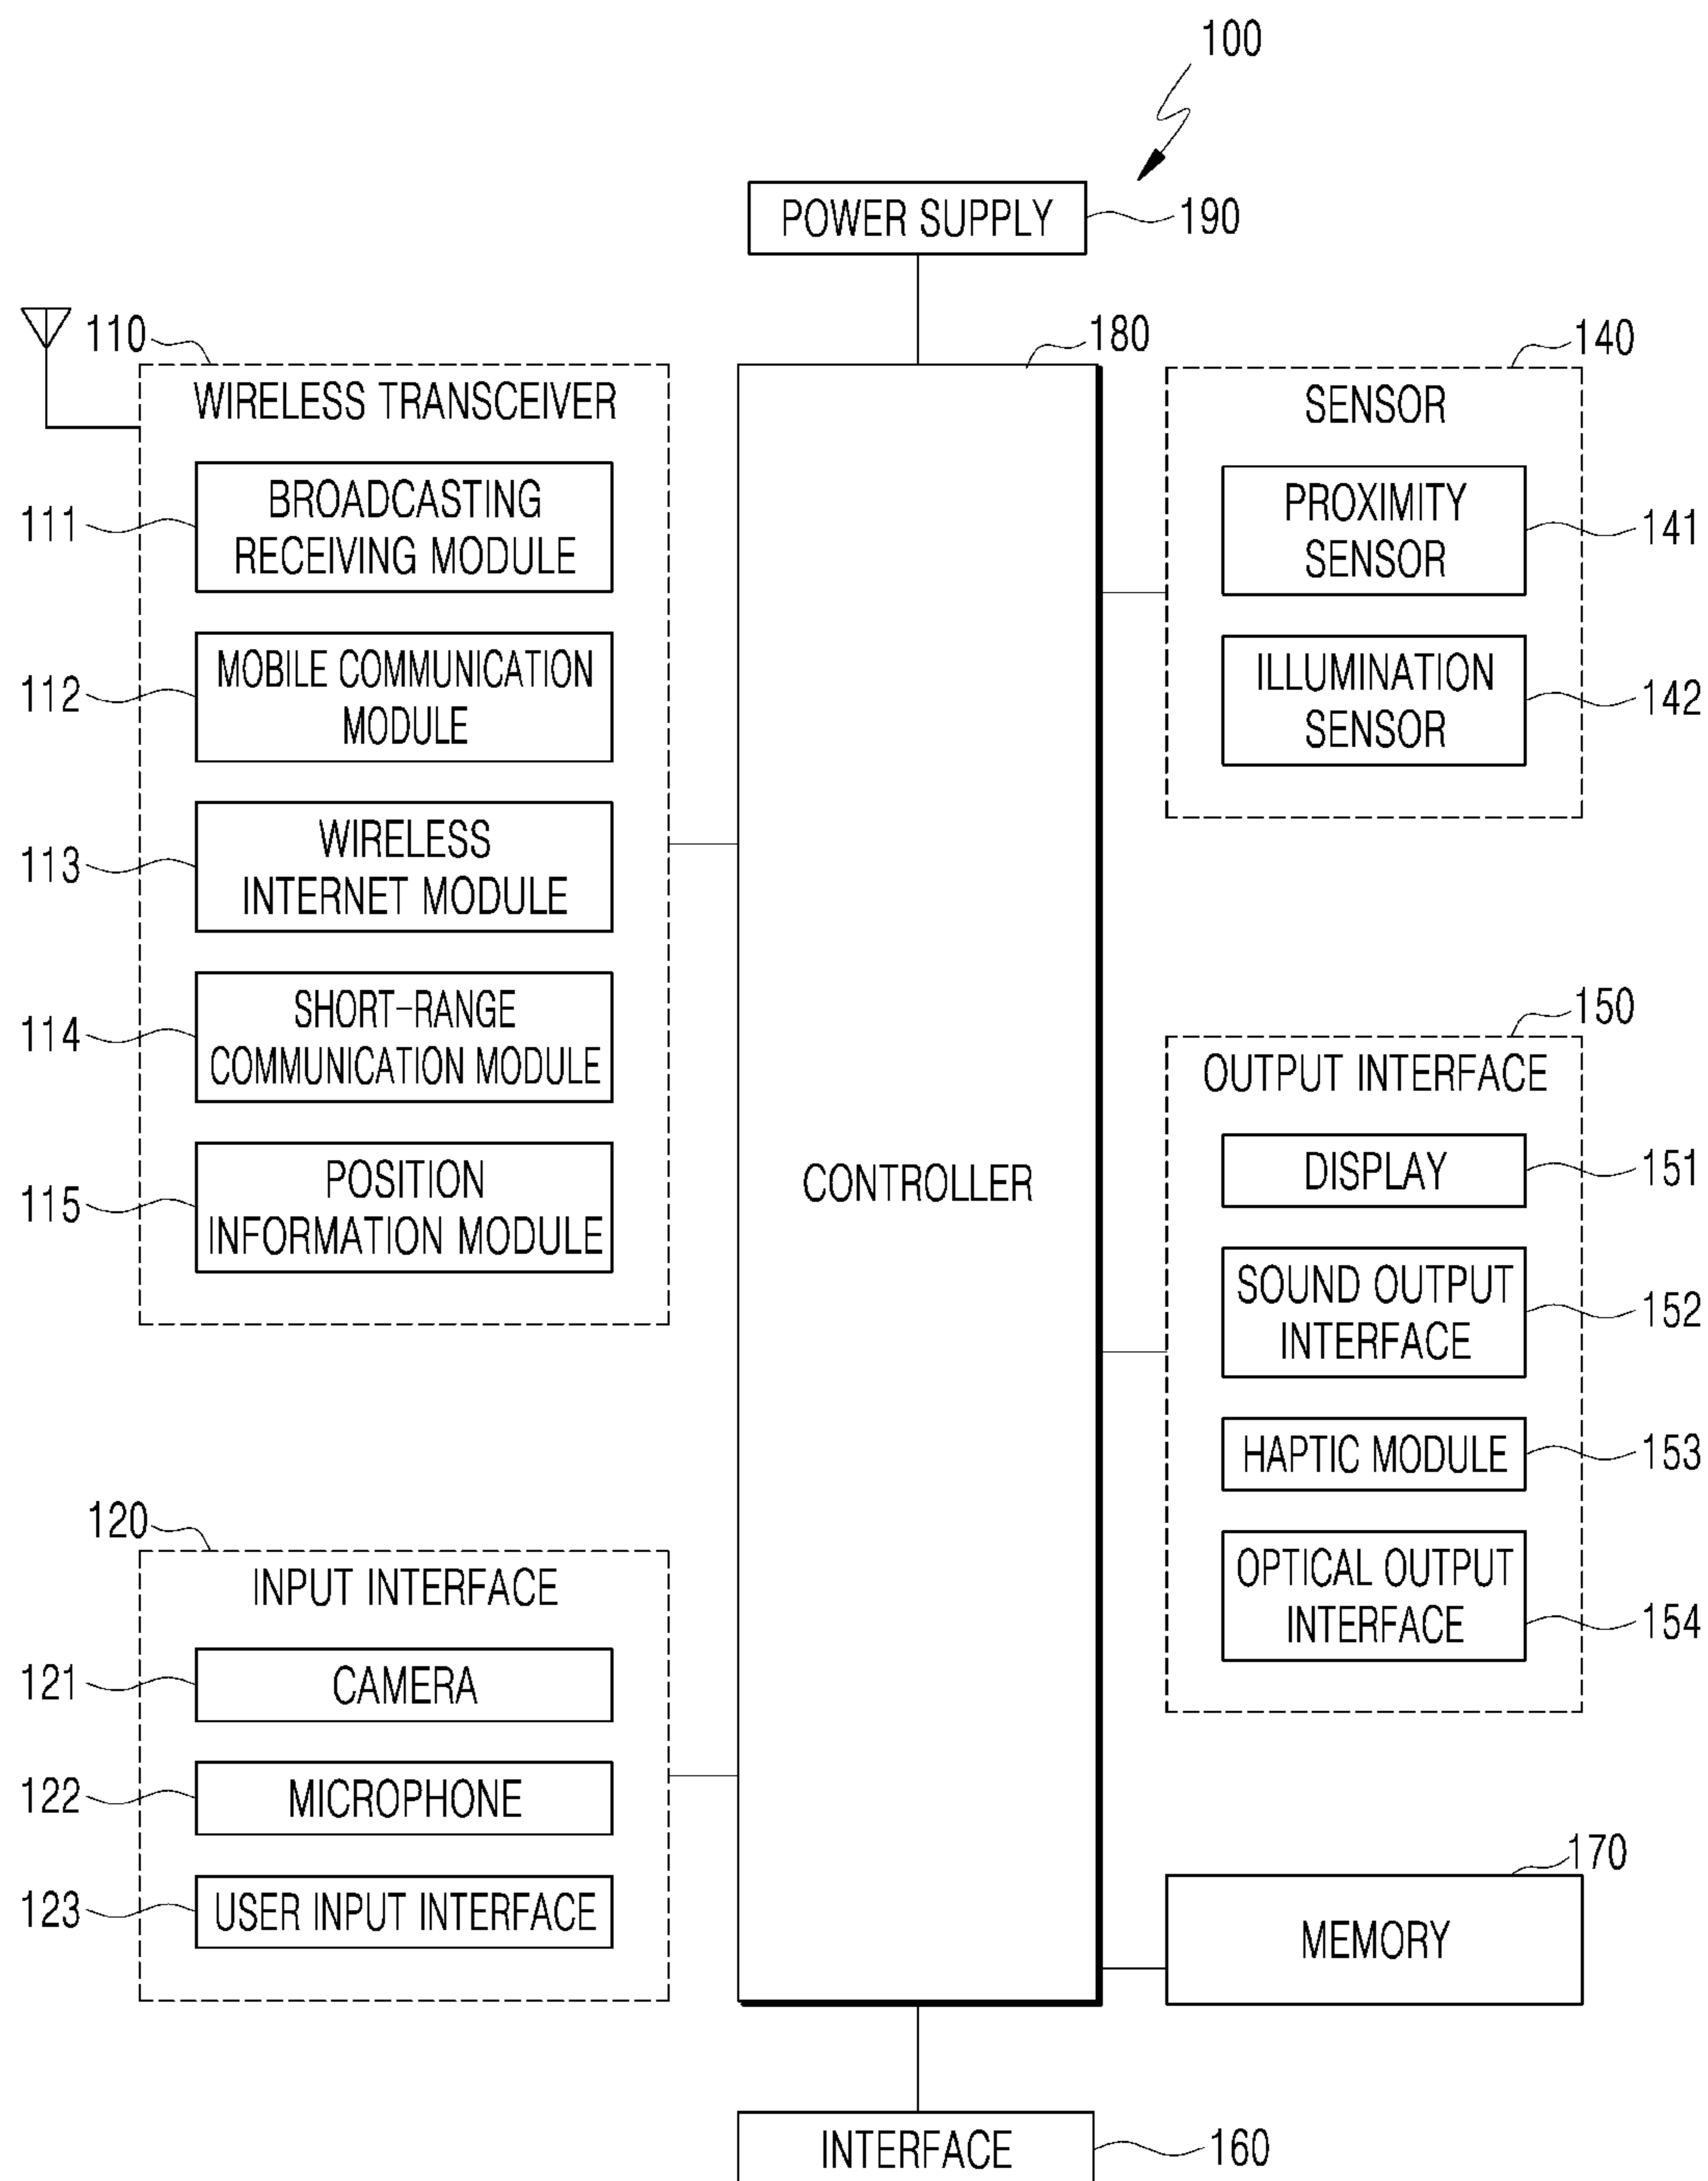 100
POWER SUPPLY
190
110
WIRELESS TRANSCEIVER
111
BROADCASTING
RECEIVING MODULE
112
MOBILE COMMUNICATION
MODULE
113
WIRELESS
INTERNET MODULE
114
SHORT-RANGE
COMMUNICATION MODULE
115
POSITION
INFORMATION MODULE
120
INPUT INTERFACE
121
CAMERA
122
MICROPHONE
123
USER INPUT INTERFACE
180
CONTROLLER
140
SENSOR
PROXIMITY
SENSOR
141
ILLUMINATION
SENSOR
142
150
OUTPUT INTERFACE
DISPLAY
151
SOUND OUTPUT
INTERFACE
152
HAPTIC MODULE
153
OPTICAL OUTPUT
INTERFACE
154
170
MEMORY
INTERFACE
160